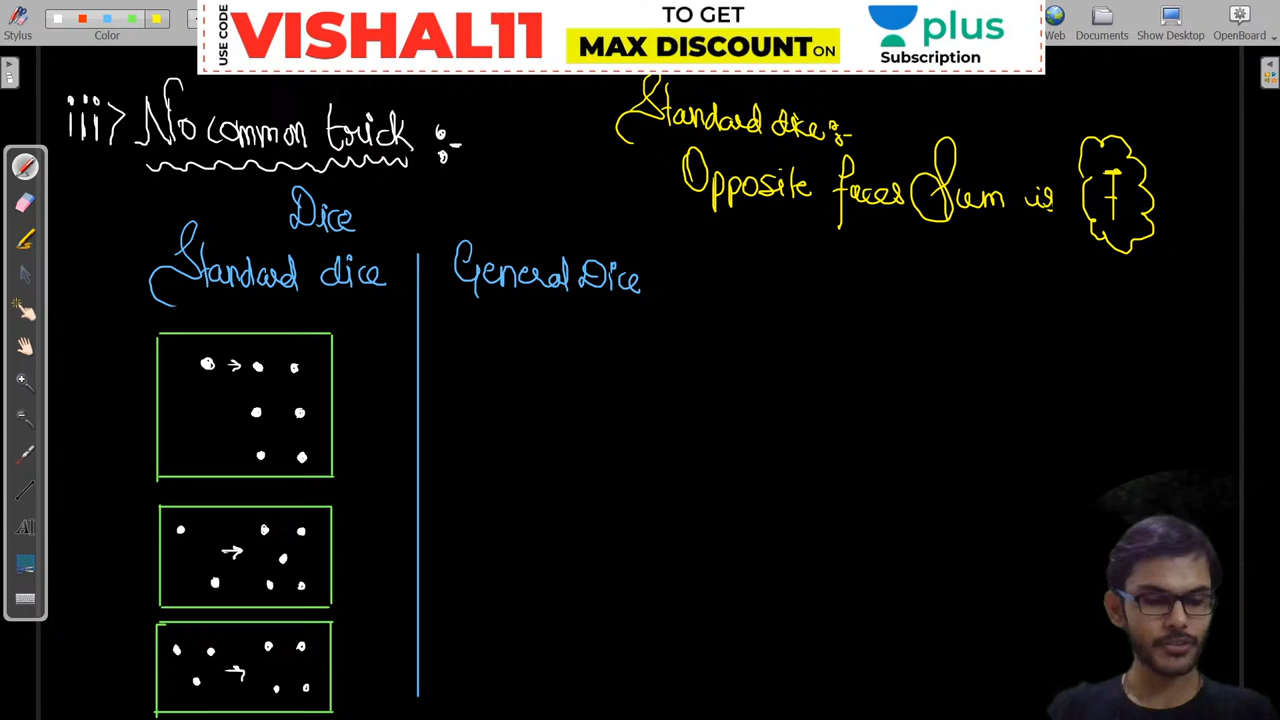 Stylus
Color
USE CODE
VISHAL11
TO GET
MAX DISCOUNT ON
plus
Subscription
Web
Documents
Show Desktop
OpenBoard
iii> No common trick :-
Standard dice :-
Opposite faces sum is 7
Dice
Standard dice
General Dice